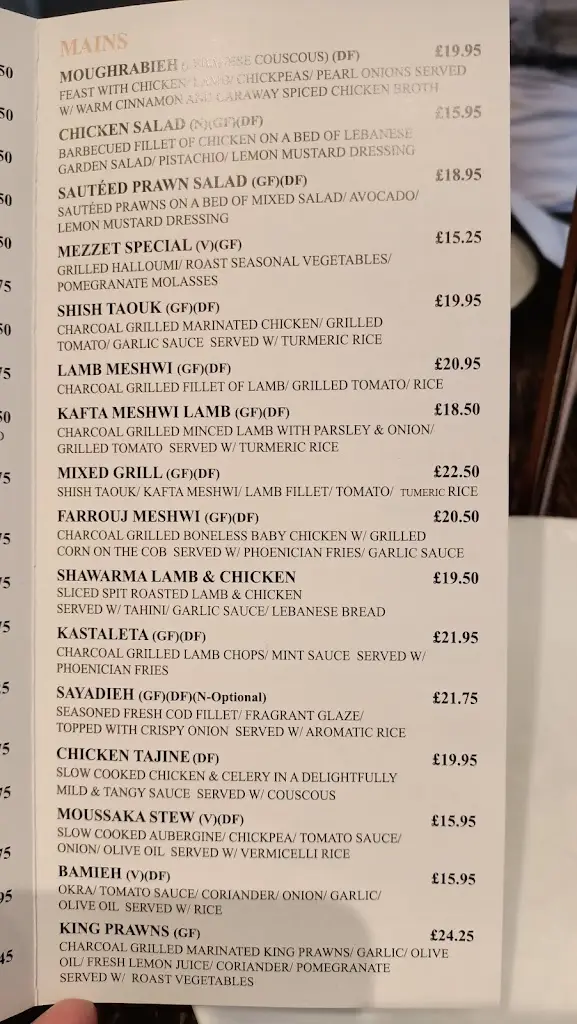 MAINS
MOUGHRABIEH COUSCOUS) (DF) £19.95
FEAST WITH CHICKEN/ LAMB/ CHICKPEAS/ PEARL ONIONS SERVED
W/ WARM CINNAMON AND CARAWAY SPICED CHICKEN BROTH
CHICKEN SALAD (N)(GF)(DF) £15.95
BARBECUED FILLET OF CHICKEN ON A BED OF LEBANESE
GARDEN SALAD/ PISTACHIO/ LEMON MUSTARD DRESSING
SAUTÉED PRAWN SALAD (GF)(DF) £18.95
SAUTÉED PRAWNS ON A BED OF MIXED SALAD/ AVOCADO/
LEMON MUSTARD DRESSING
MEZZET SPECIAL (V)(GF) £15.25
GRILLED HALLOUMI/ ROAST SEASONAL VEGETABLES/
POMEGRANATE MOLASSES
SHISH TAOUK (GF)(DF) £19.95
CHARCOAL GRILLED MARINATED CHICKEN/ GRILLED
TOMATO/ GARLIC SAUCE SERVED W/ TURMERIC RICE
LAMB MESHWI (GF)(DF) £20.95
CHARCOAL GRILLED FILLET OF LAMB/ GRILLED TOMATO/ RICE
KAFTA MESHWI LAMB (GF)(DF) £18.50
CHARCOAL GRILLED MINCED LAMB WITH PARSLEY & ONION/
GRILLED TOMATO SERVED W/ TURMERIC RICE
MIXED GRILL (GF)(DF) £22.50
SHISH TAOUK/ KAFTA MESHWI/ LAMB FILLET/ TOMATO/ TUMERIC RICE
FARROUJ MESHWI (GF)(DF) £20.50
CHARCOAL GRILLED BONELESS BABY CHICKEN W/ GRILLED
CORN ON THE COB SERVED W/ PHOENICIAN FRIES/ GARLIC SAUCE
SHAWARMA LAMB & CHICKEN £19.50
SLICED SPIT ROASTED LAMB & CHICKEN
SERVED W/ TAHINI/ GARLIC SAUCE/ LEBANESE BREAD
KASTALETA (GF)(DF) £21.95
CHARCOAL GRILLED LAMB CHOPS/ MINT SAUCE SERVED W/
PHOENICIAN FRIES
SAYADIEH (GF)(DF)(N-Optional) £21.75
SEASONED FRESH COD FILLET/ FRAGRANT GLAZE/
TOPPED WITH CRISPY ONION SERVED W/ AROMATIC RICE
CHICKEN TAJINE (DF) £19.95
SLOW COOKED CHICKEN & CELERY IN A DELIGHTFULLY
MILD & TANGY SAUCE SERVED W/ COUSCOUS
MOUSSAKA STEW (V)(DF) £15.95
SLOW COOKED AUBERGINE/ CHICKPEA/ TOMATO SAUCE/
ONION/ OLIVE OIL SERVED W/ VERMICELLI RICE
BAMIEH (V)(DF) £15.95
OKRA/ TOMATO SAUCE/ CORIANDER/ ONION/ GARLIC/
OLIVE OIL SERVED W/ RICE
KING PRAWNS (GF) £24.25
CHARCOAL GRILLED MARINATED KING PRAWNS/ GARLIC/ OLIVE
OIL/ FRESH LEMON JUICE/ CORIANDER/ POMEGRANATE
SERVED W/ ROAST VEGETABLES